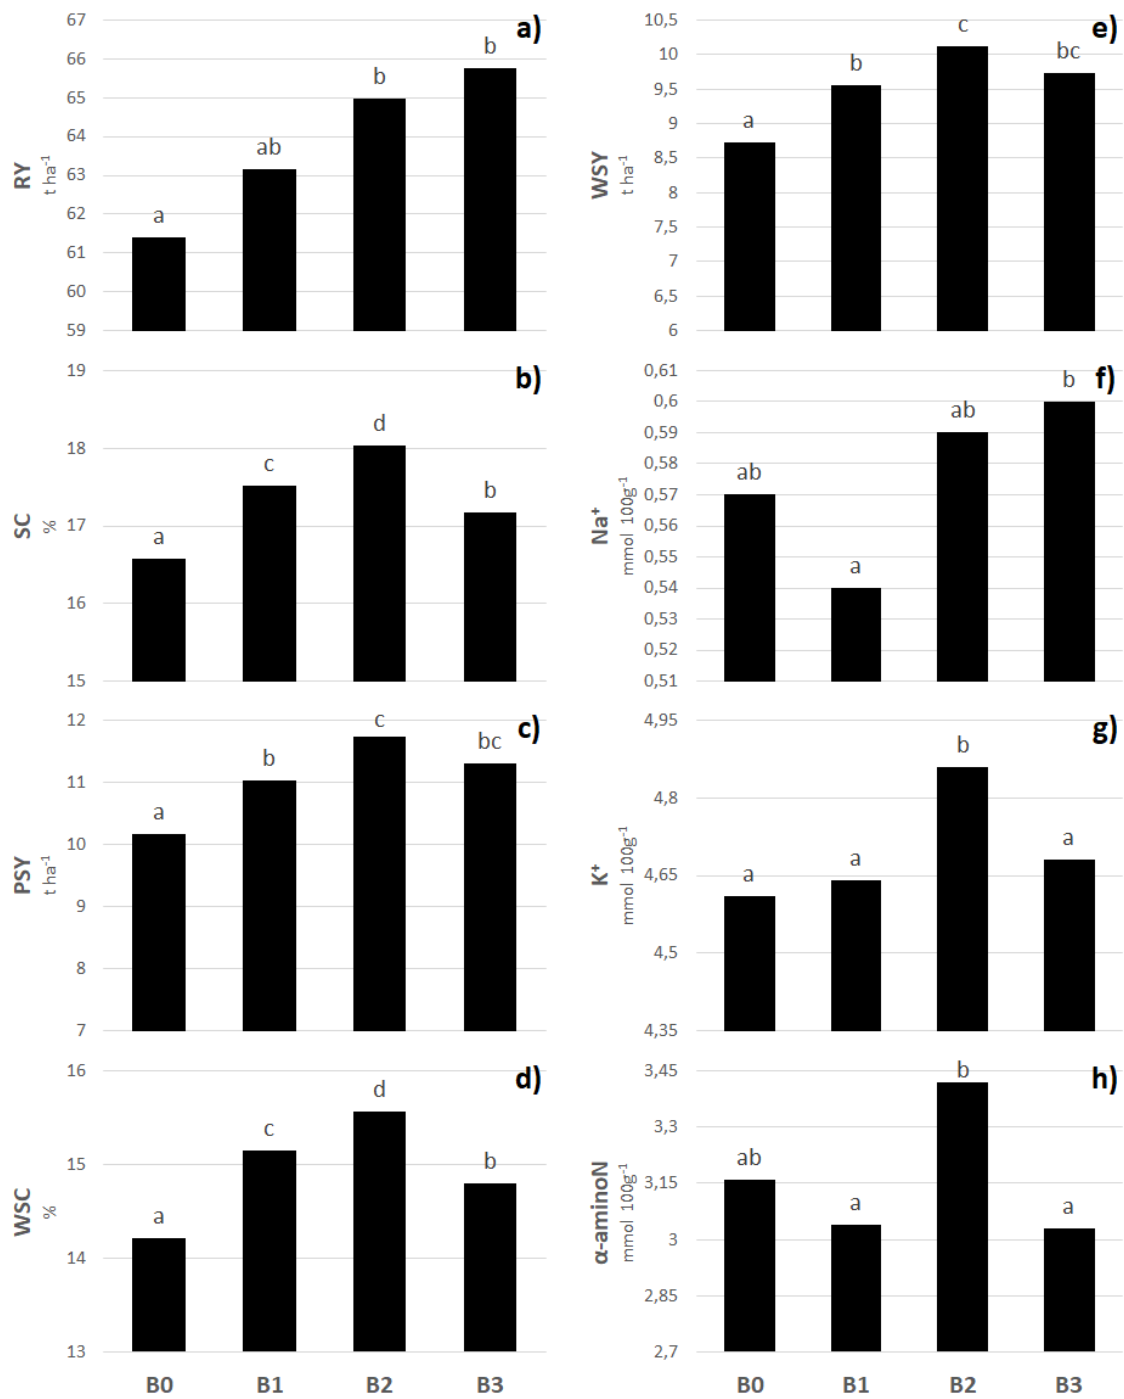 a)
67
66
65
64
63
62
61
60
59
RY
t ha⁻¹
a
ab
b
b
e)
10,5
10
9,5
9
8,5
8
7,5
7
6,5
6
WSY
t ha⁻¹
a
b
c
bc
b)
19
18
17
16
15
SC
%
a
c
d
b
f)
0,61
0,6
0,59
0,58
0,57
0,56
0,55
0,54
0,53
0,52
0,51
Na⁺
mmol 100g⁻¹
ab
a
ab
b
c)
12
11
10
9
8
7
PSY
t ha⁻¹
a
b
c
bc
g)
4,95
4,8
4,65
4,5
4,35
K⁺
mmol 100g⁻¹
a
a
b
a
d)
16
15
14
13
WSC
%
a
c
d
b
h)
3,45
3,3
3,15
3
2,85
2,7
α-aminoN
mmol 100g⁻¹
ab
a
b
a
B0 B1 B2 B3
B0 B1 B2 B3